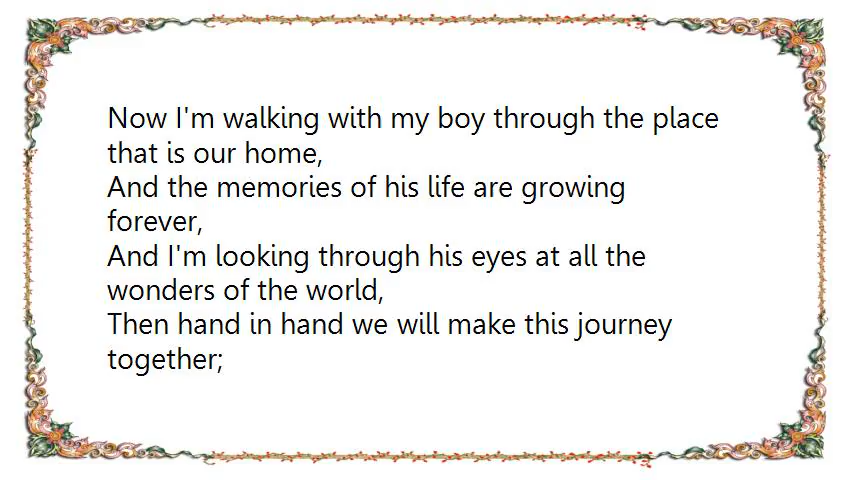 Now I'm walking with my boy through the place
that is our home,
And the memories of his life are growing
forever,
And I'm looking through his eyes at all the
wonders of the world,
Then hand in hand we will make this journey
together;